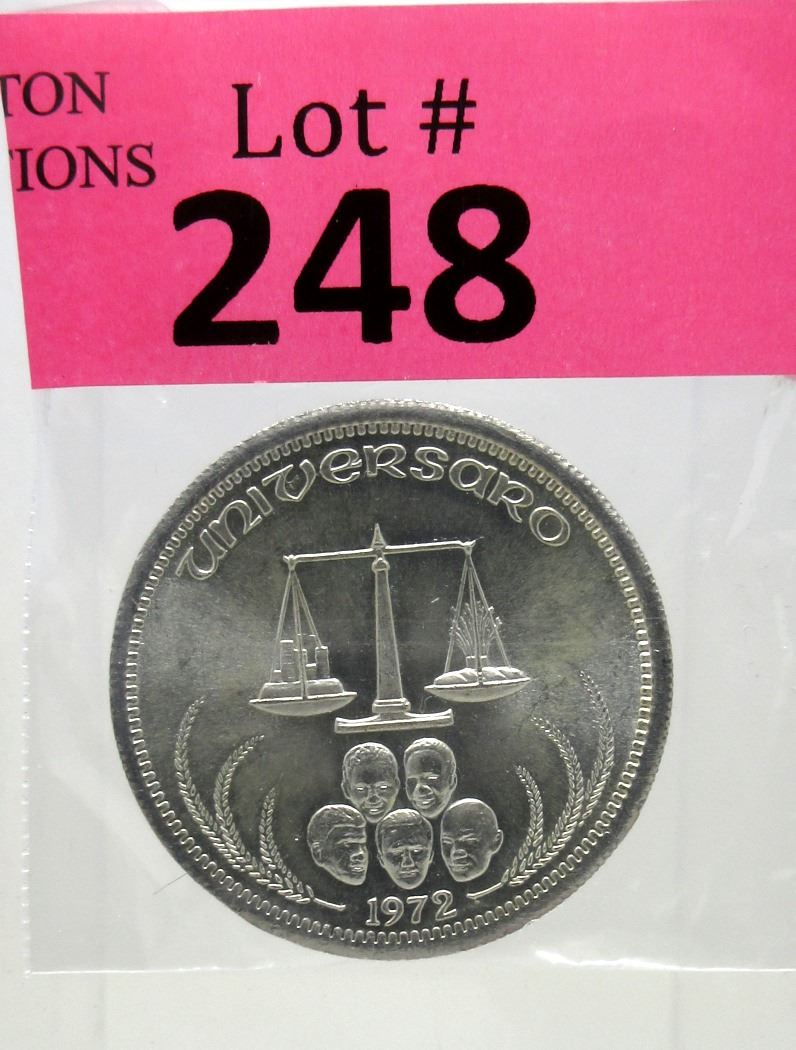 TON
TIONS
Lot #
248
UNIVERSARO
1972